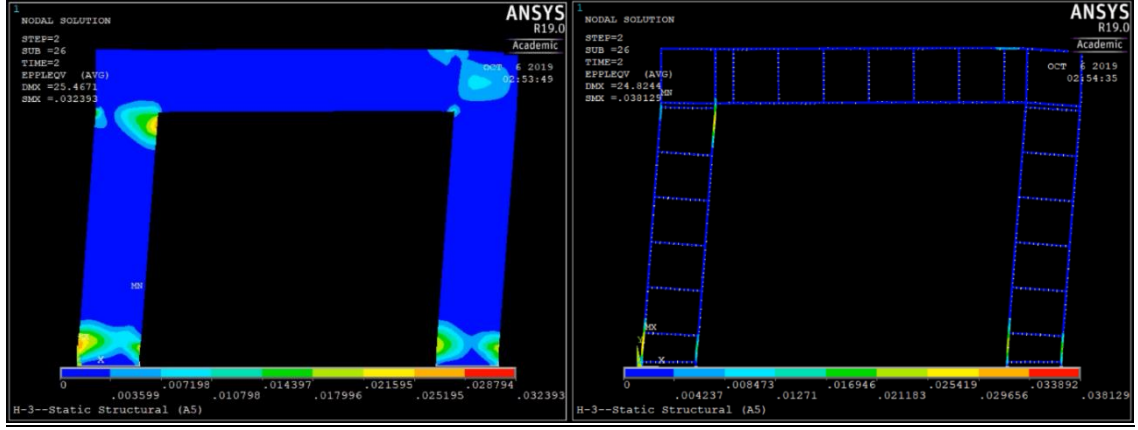 1
NODAL SOLUTION
STEP=2
SUB =26
TIME=2
EPPLEQV (AVG)
DMX =25.4671
SMX =.032393
ANSYS
R19.0
Academic
OCT 6 2019
02:53:49
MN
X
0 .003599 .007198 .010798 .014397 .017996 .021595 .025195 .028794 .032393
H-3--Static Structural (A5)
1
NODAL SOLUTION
STEP=2
SUB =26
TIME=2
EPPLEQV (AVG)
DMX =24.8244
SMX =.038129
ANSYS
R19.0
Academic
OCT 6 2019
02:54:35
MN
MX
Y
X
0 .004237 .008473 .01271 .016946 .021183 .025419 .029656 .033892 .038129
H-3--Static Structural (A5)